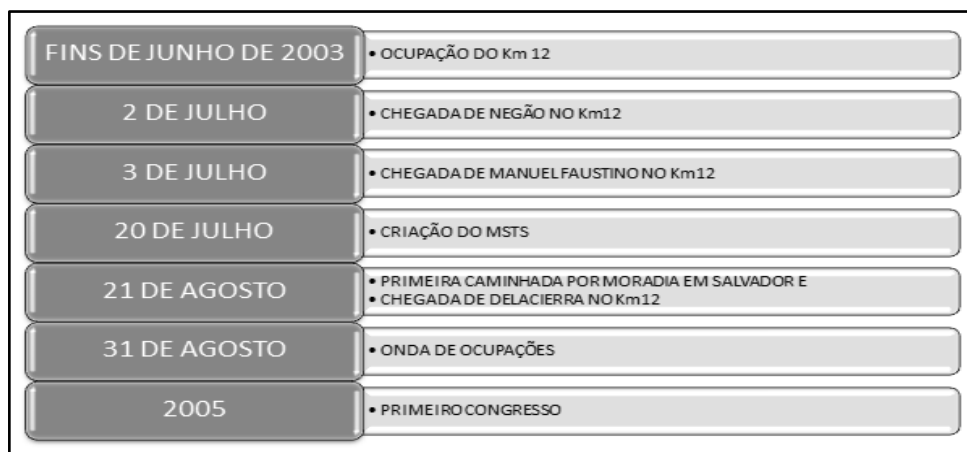 FINS DE JUNHO DE 2003
• OCUPAÇÃO DO Km 12
2 DE JULHO
• CHEGADA DE NEGÃO NO Km12
3 DE JULHO
• CHEGADA DE MANUEL FAUSTINO NO Km12
20 DE JULHO
• CRIAÇÃO DO MSTS
21 DE AGOSTO
• PRIMEIRA CAMINHADA POR MORADIA EM SALVADOR E
• CHEGADA DE DELACIERRA NO Km12
31 DE AGOSTO
• ONDA DE OCUPAÇÕES
2005
• PRIMEIRO CONGRESSO